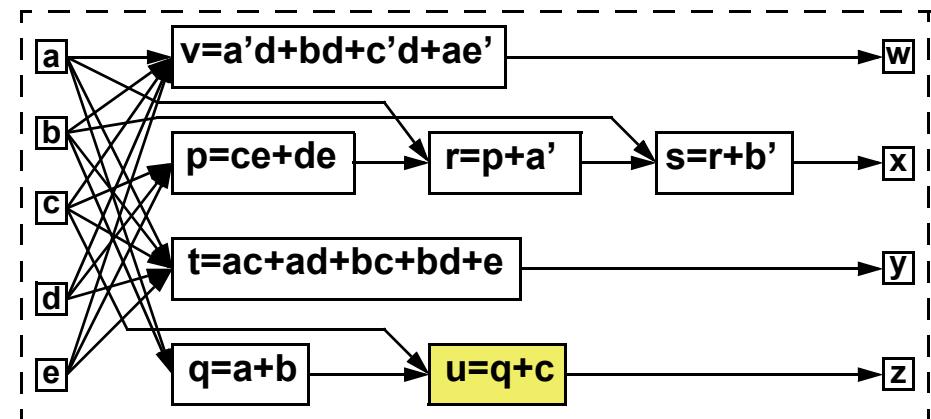 a
v=a’d+bd+c’d+ae’
w
b
p=ce+de
r=p+a’
s=r+b’
x
c
t=ac+ad+bc+bd+e
y
d
q=a+b
u=q+c
z
e